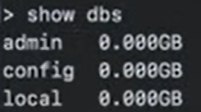 > show dbs
admin   0.000GB
config  0.000GB
local   0.000GB